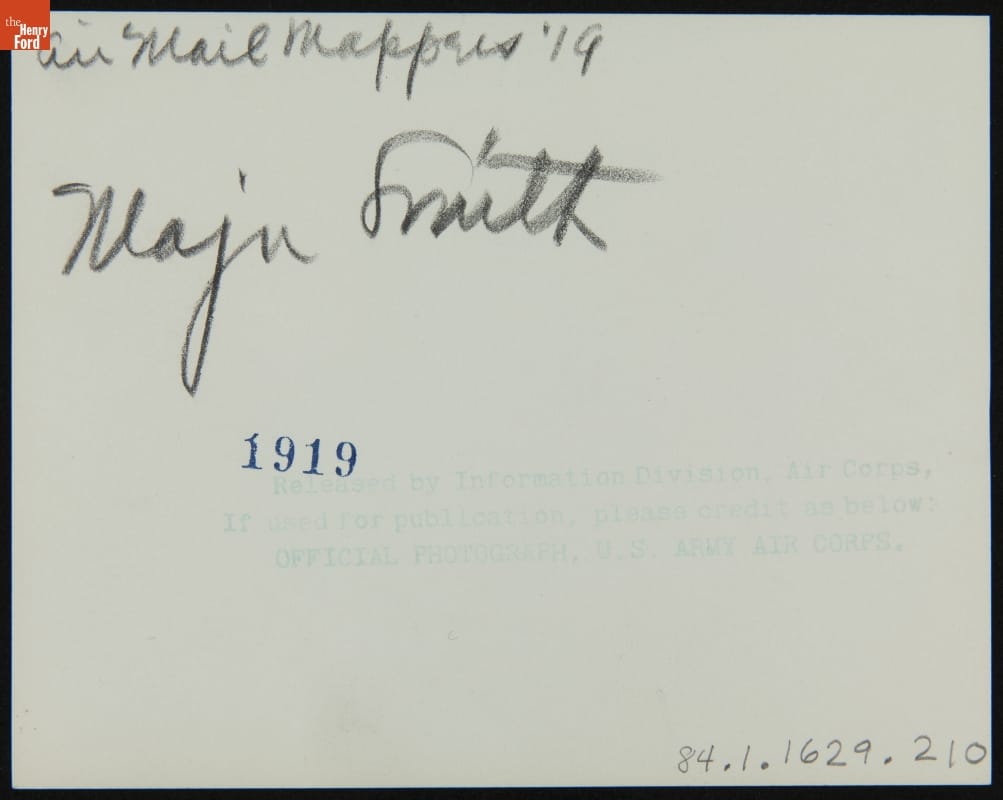 the
Henry
Ford
Air Mail Mappers '19
Major Smith
1919
Released by Information Division, Air Corps,
If used for publication, please credit as below:
OFFICIAL PHOTOGRAPH, U.S. ARMY AIR CORPS.
84.1.1629.210